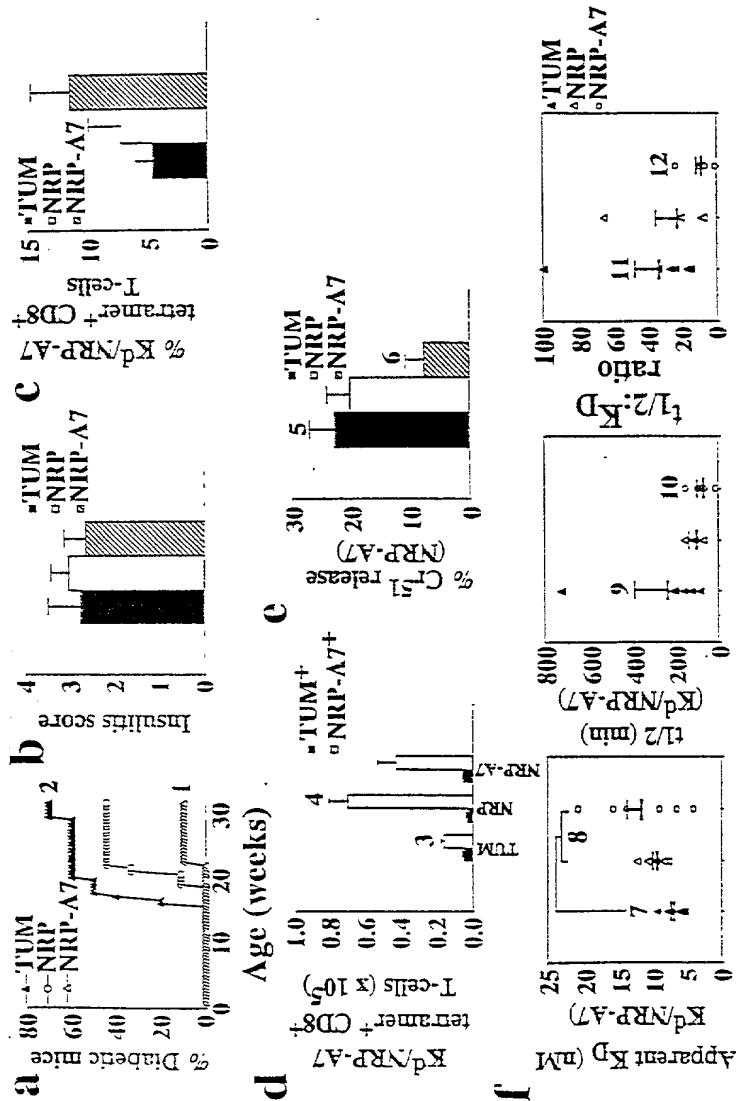 a
% Diabetic mice
80
60
40
20
0
TUM
NRP
NRP-A7
2
1
0
10
20
30
Age (weeks)
b
Insulitis score
4
3
2
1
0
TUM
NRP
NRP-A7
c
% Kd/NRP-A7
tetramer+ CD8+
T-cells
15
10
5
0
TUM
NRP
NRP-A7
d
Kd/NRP-A7
tetramer+ CD8+
T-cells (x 10-5)
1.0
0.8
0.6
0.4
0.2
0.0
TUM+
NRP-A7+
3
4
TUM
NRP
NRP-A7
e
% Cr51 release
(NRP-A7)
30
20
10
0
TUM
NRP
NRP-A7
5
6
f
Apparent KD (nM)
Kd/NRP-A7)
25
20
15
10
5
0
7
8
t1/2 (min)
(Kd/NRP-A7)
800
600
400
200
0
9
10
t1/2:KD
ratio
100
80
60
40
20
0
11
12
TUM
NRP
NRP-A7